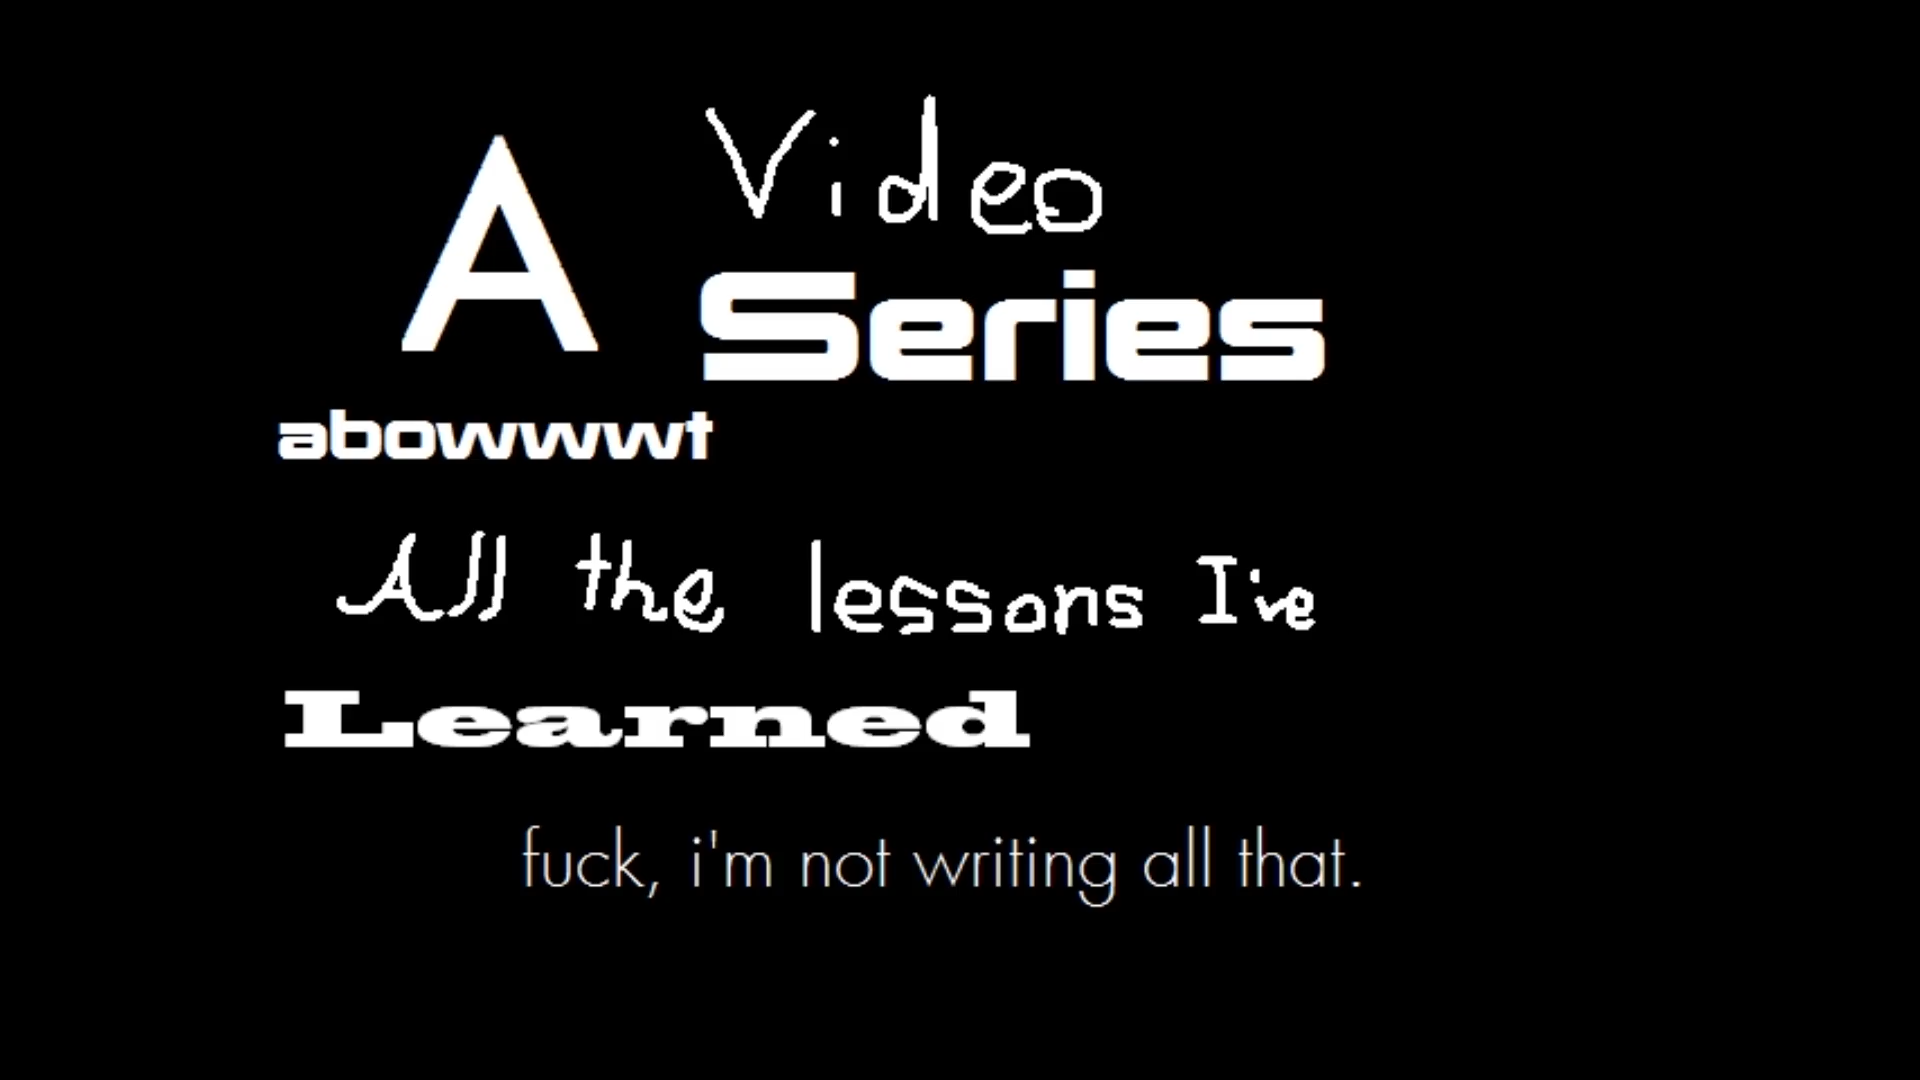 A Video
Series
abowwwt
All the lessons I've
Learned
fuck, i'm not writing all that.